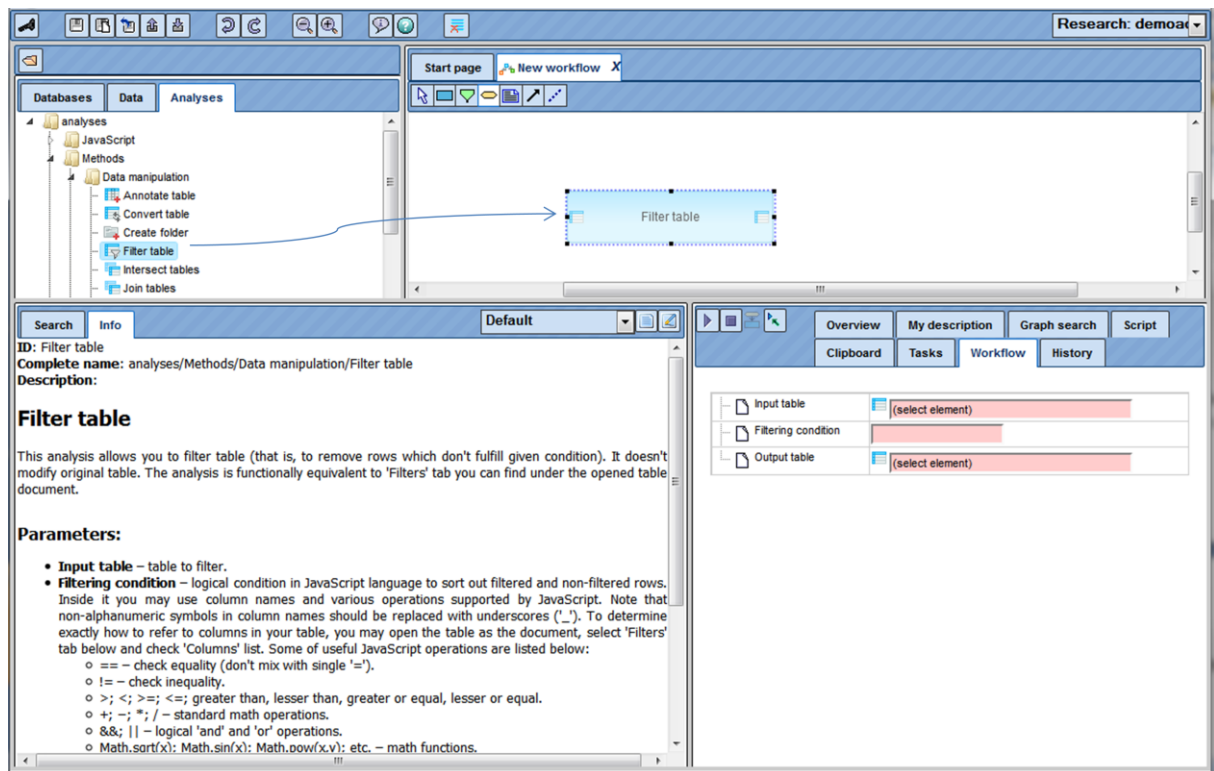 Research: demoac
Start page
New workflow X
Databases Data Analyses
analyses
JavaScript
Methods
Data manipulation
Annotate table
Convert table
Create folder
Filter table
Intersect tables
Join tables
Filter table
Search Info Default
ID: Filter table
Complete name: analyses/Methods/Data manipulation/Filter table
Description:
Filter table
This analysis allows you to filter table (that is, to remove rows which don't fulfill given condition). It doesn't
modify original table. The analysis is functionally equivalent to 'Filters' tab you can find under the opened table
document.
Parameters:
• Input table – table to filter.
• Filtering condition – logical condition in JavaScript language to sort out filtered and non-filtered rows.
Inside it you may use column names and various operations supported by JavaScript. Note that
non-alphanumeric symbols in column names should be replaced with underscores ('_'). To determine
exactly how to refer to columns in your table, you may open the table as the document, select 'Filters'
tab below and check 'Columns' list. Some of useful JavaScript operations are listed below:
== – check equality (don't mix with single '=').
!= – check inequality.
>; <; >=; <=; greater than, lesser than, greater or equal, lesser or equal.
+; –; *; / – standard math operations.
&&; || – logical 'and' and 'or' operations.
Math.sqrt(x); Math.sin(x); Math.pow(x,y); etc. – math functions.
Overview My description Graph search Script
Clipboard Tasks Workflow History
Input table (select element)
Filtering condition
Output table (select element)